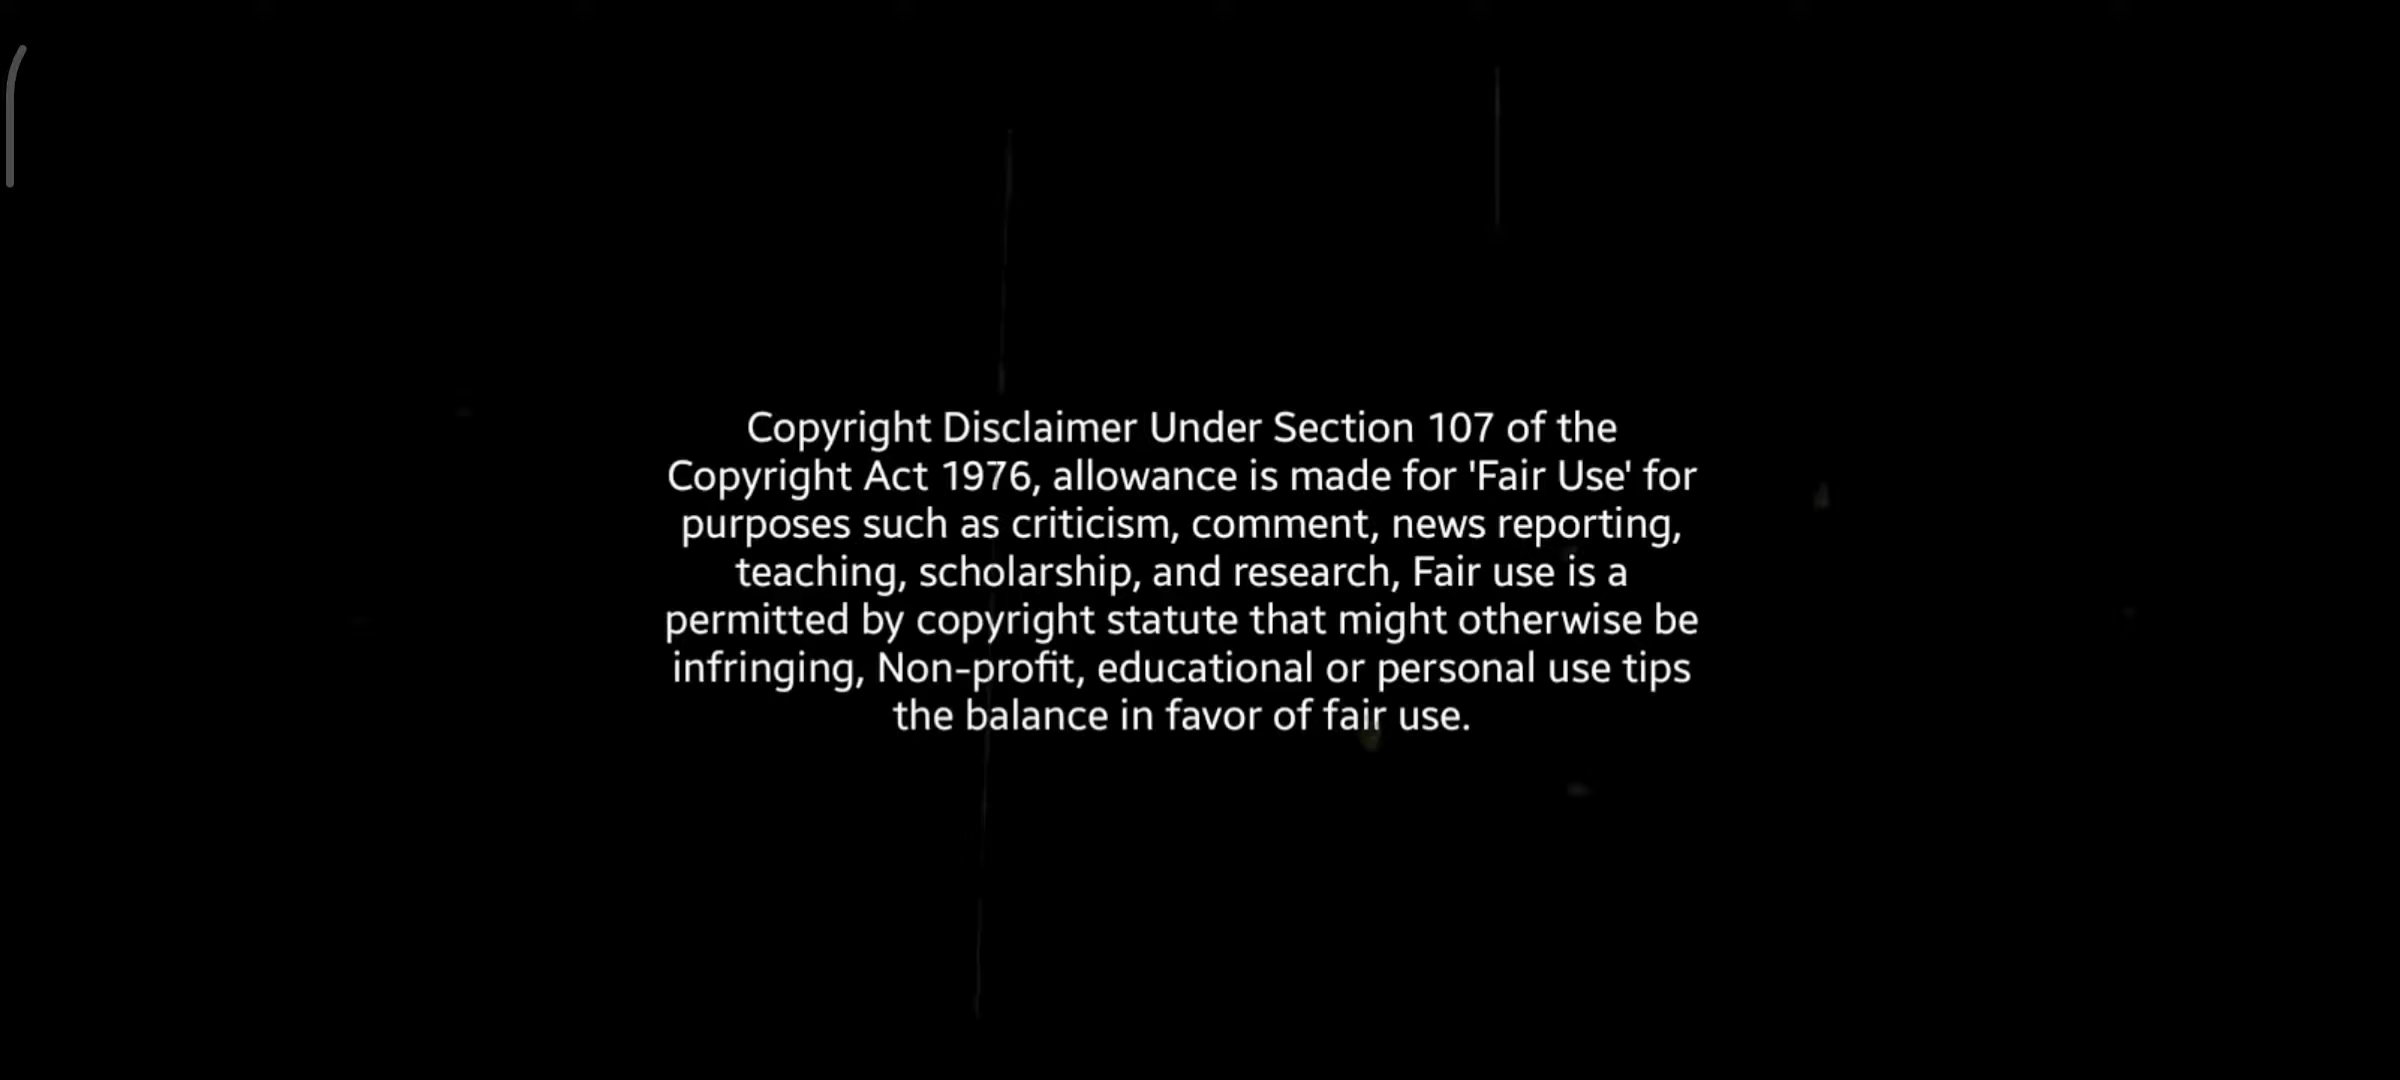 Copyright Disclaimer Under Section 107 of the
Copyright Act 1976, allowance is made for 'Fair Use' for
purposes such as criticism, comment, news reporting,
teaching, scholarship, and research, Fair use is a
permitted by copyright statute that might otherwise be
infringing, Non-profit, educational or personal use tips
the balance in favor of fair use.